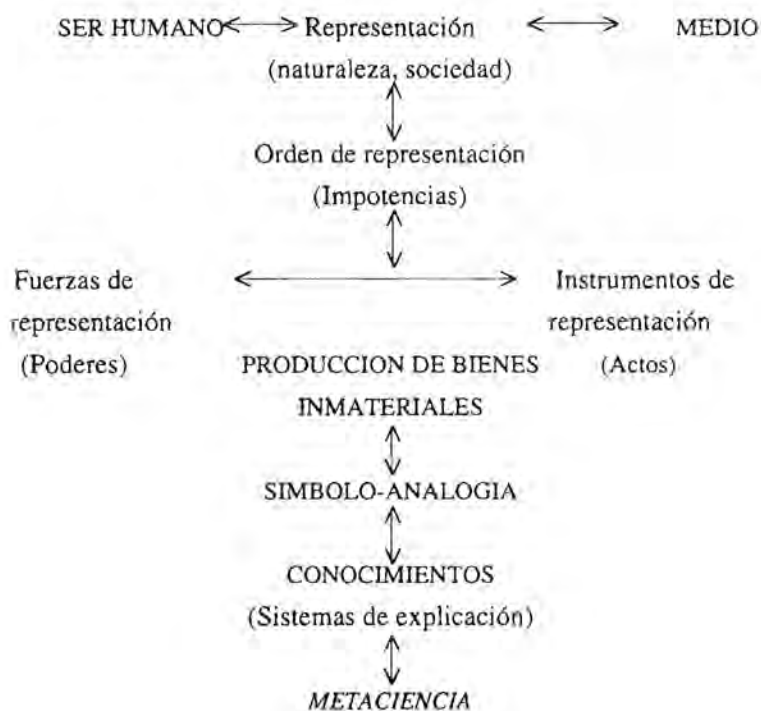 SER HUMANO Representación MEDIO
(naturaleza, sociedad)
Orden de representación
(Impotencias)
Fuerzas de Instrumentos de
representación representación
(Poderes) PRODUCCION DE BIENES (Actos)
INMATERIALES
SIMBOLO-ANALOGIA
CONOCIMIENTOS
(Sistemas de explicación)
METACIENCIA